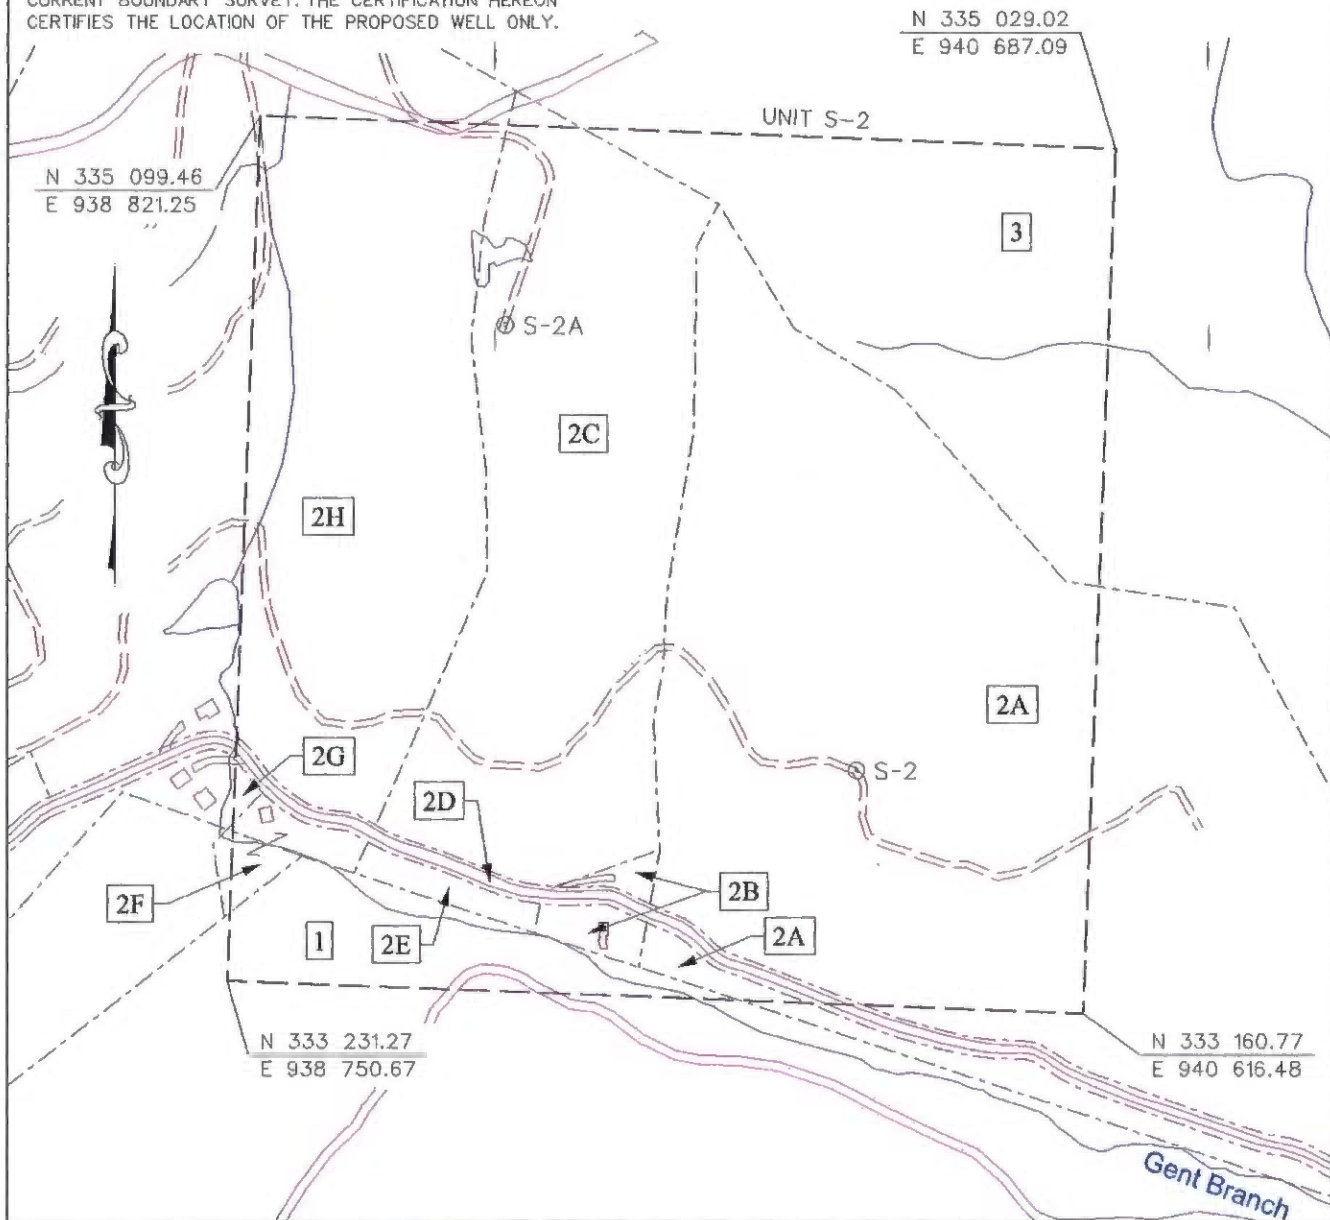 CURRENT BOUNDARY SURVEY. THE CERTIFICATION HEREON
CERTIFIES THE LOCATION OF THE PROPOSED WELL ONLY.
N 335 029.02
E 940 687.09
UNIT S-2
N 335 099.46
E 938 821.25
3
S-2A
2C
2H
2A
2G
S-2
2D
2B
2F
1
2E
2A
N 333 231.27
E 938 750.67
N 333 160.77
E 940 616.48
Gent Branch